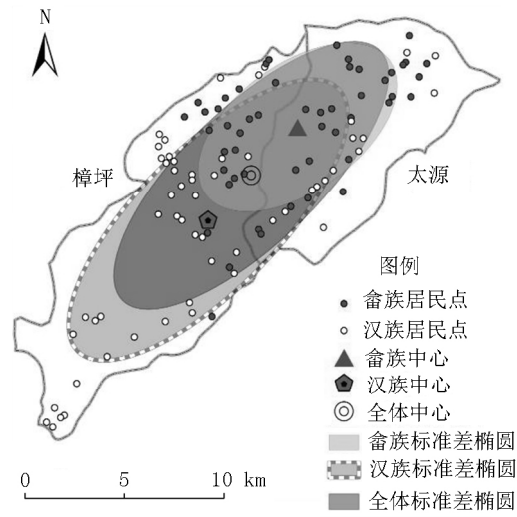 N
樟坪
太源
图例
畲族居民点
汉族居民点
畲族中心
汉族中心
全体中心
畲族标准差椭圆
汉族标准差椭圆
全体标准差椭圆
0 5 10 km